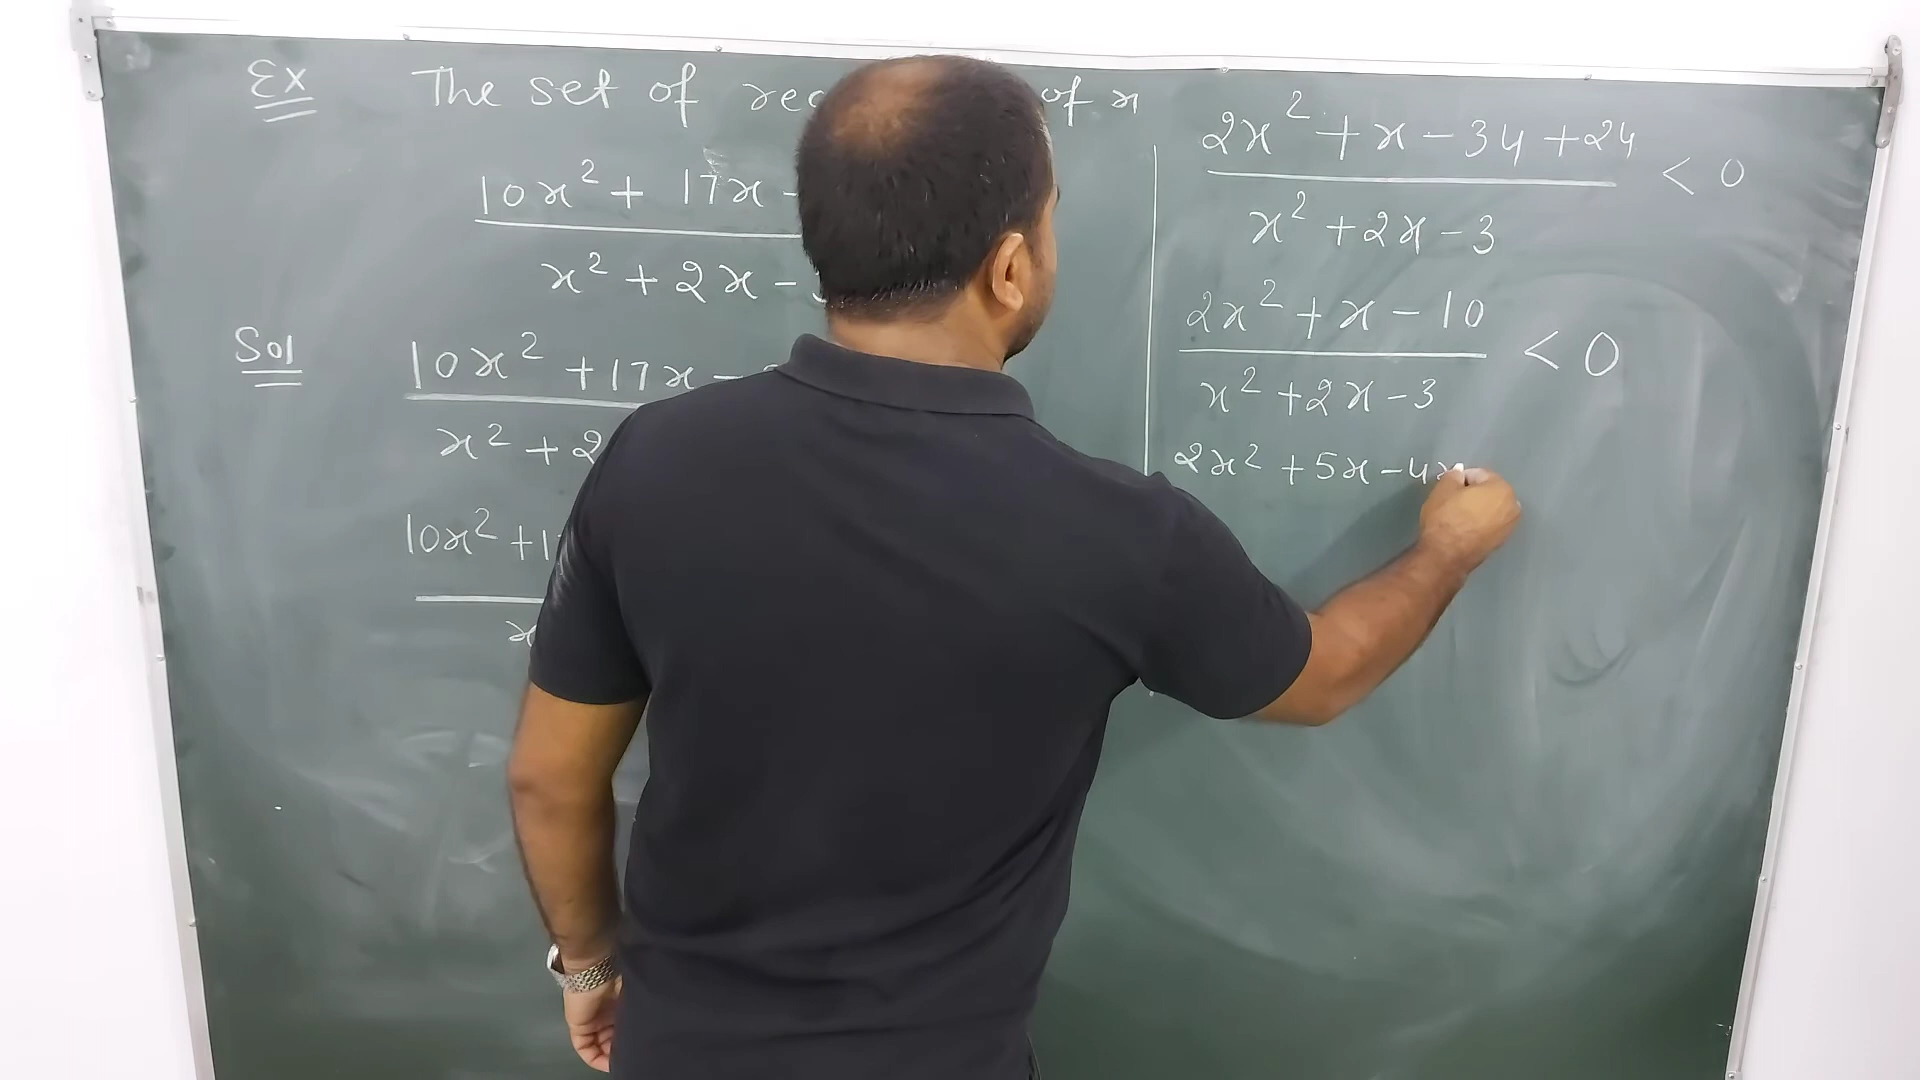 Ex The set of of x
10x² + 17x -
x² + 2x -
Sol 10x² + 17x -
x² + 2
10x² + 1
x
2x² + x - 34 + 24 < 0
x² + 2x - 3
2x² + x - 10 < 0
x² + 2x - 3
2x² + 5x - 4x